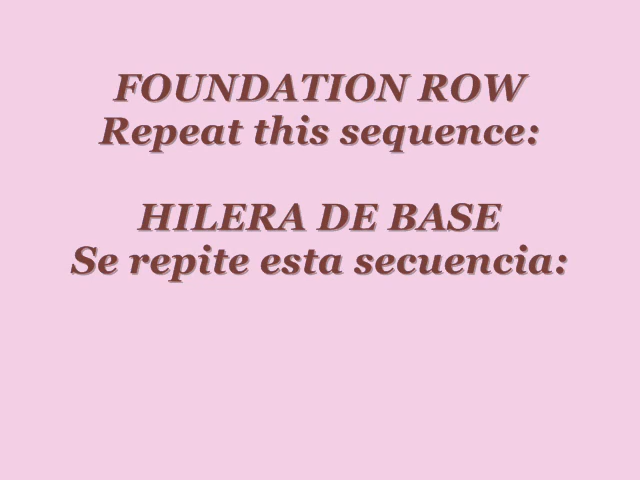 FOUNDATION ROW
Repeat this sequence:
HILERA DE BASE
Se repite esta secuencia: